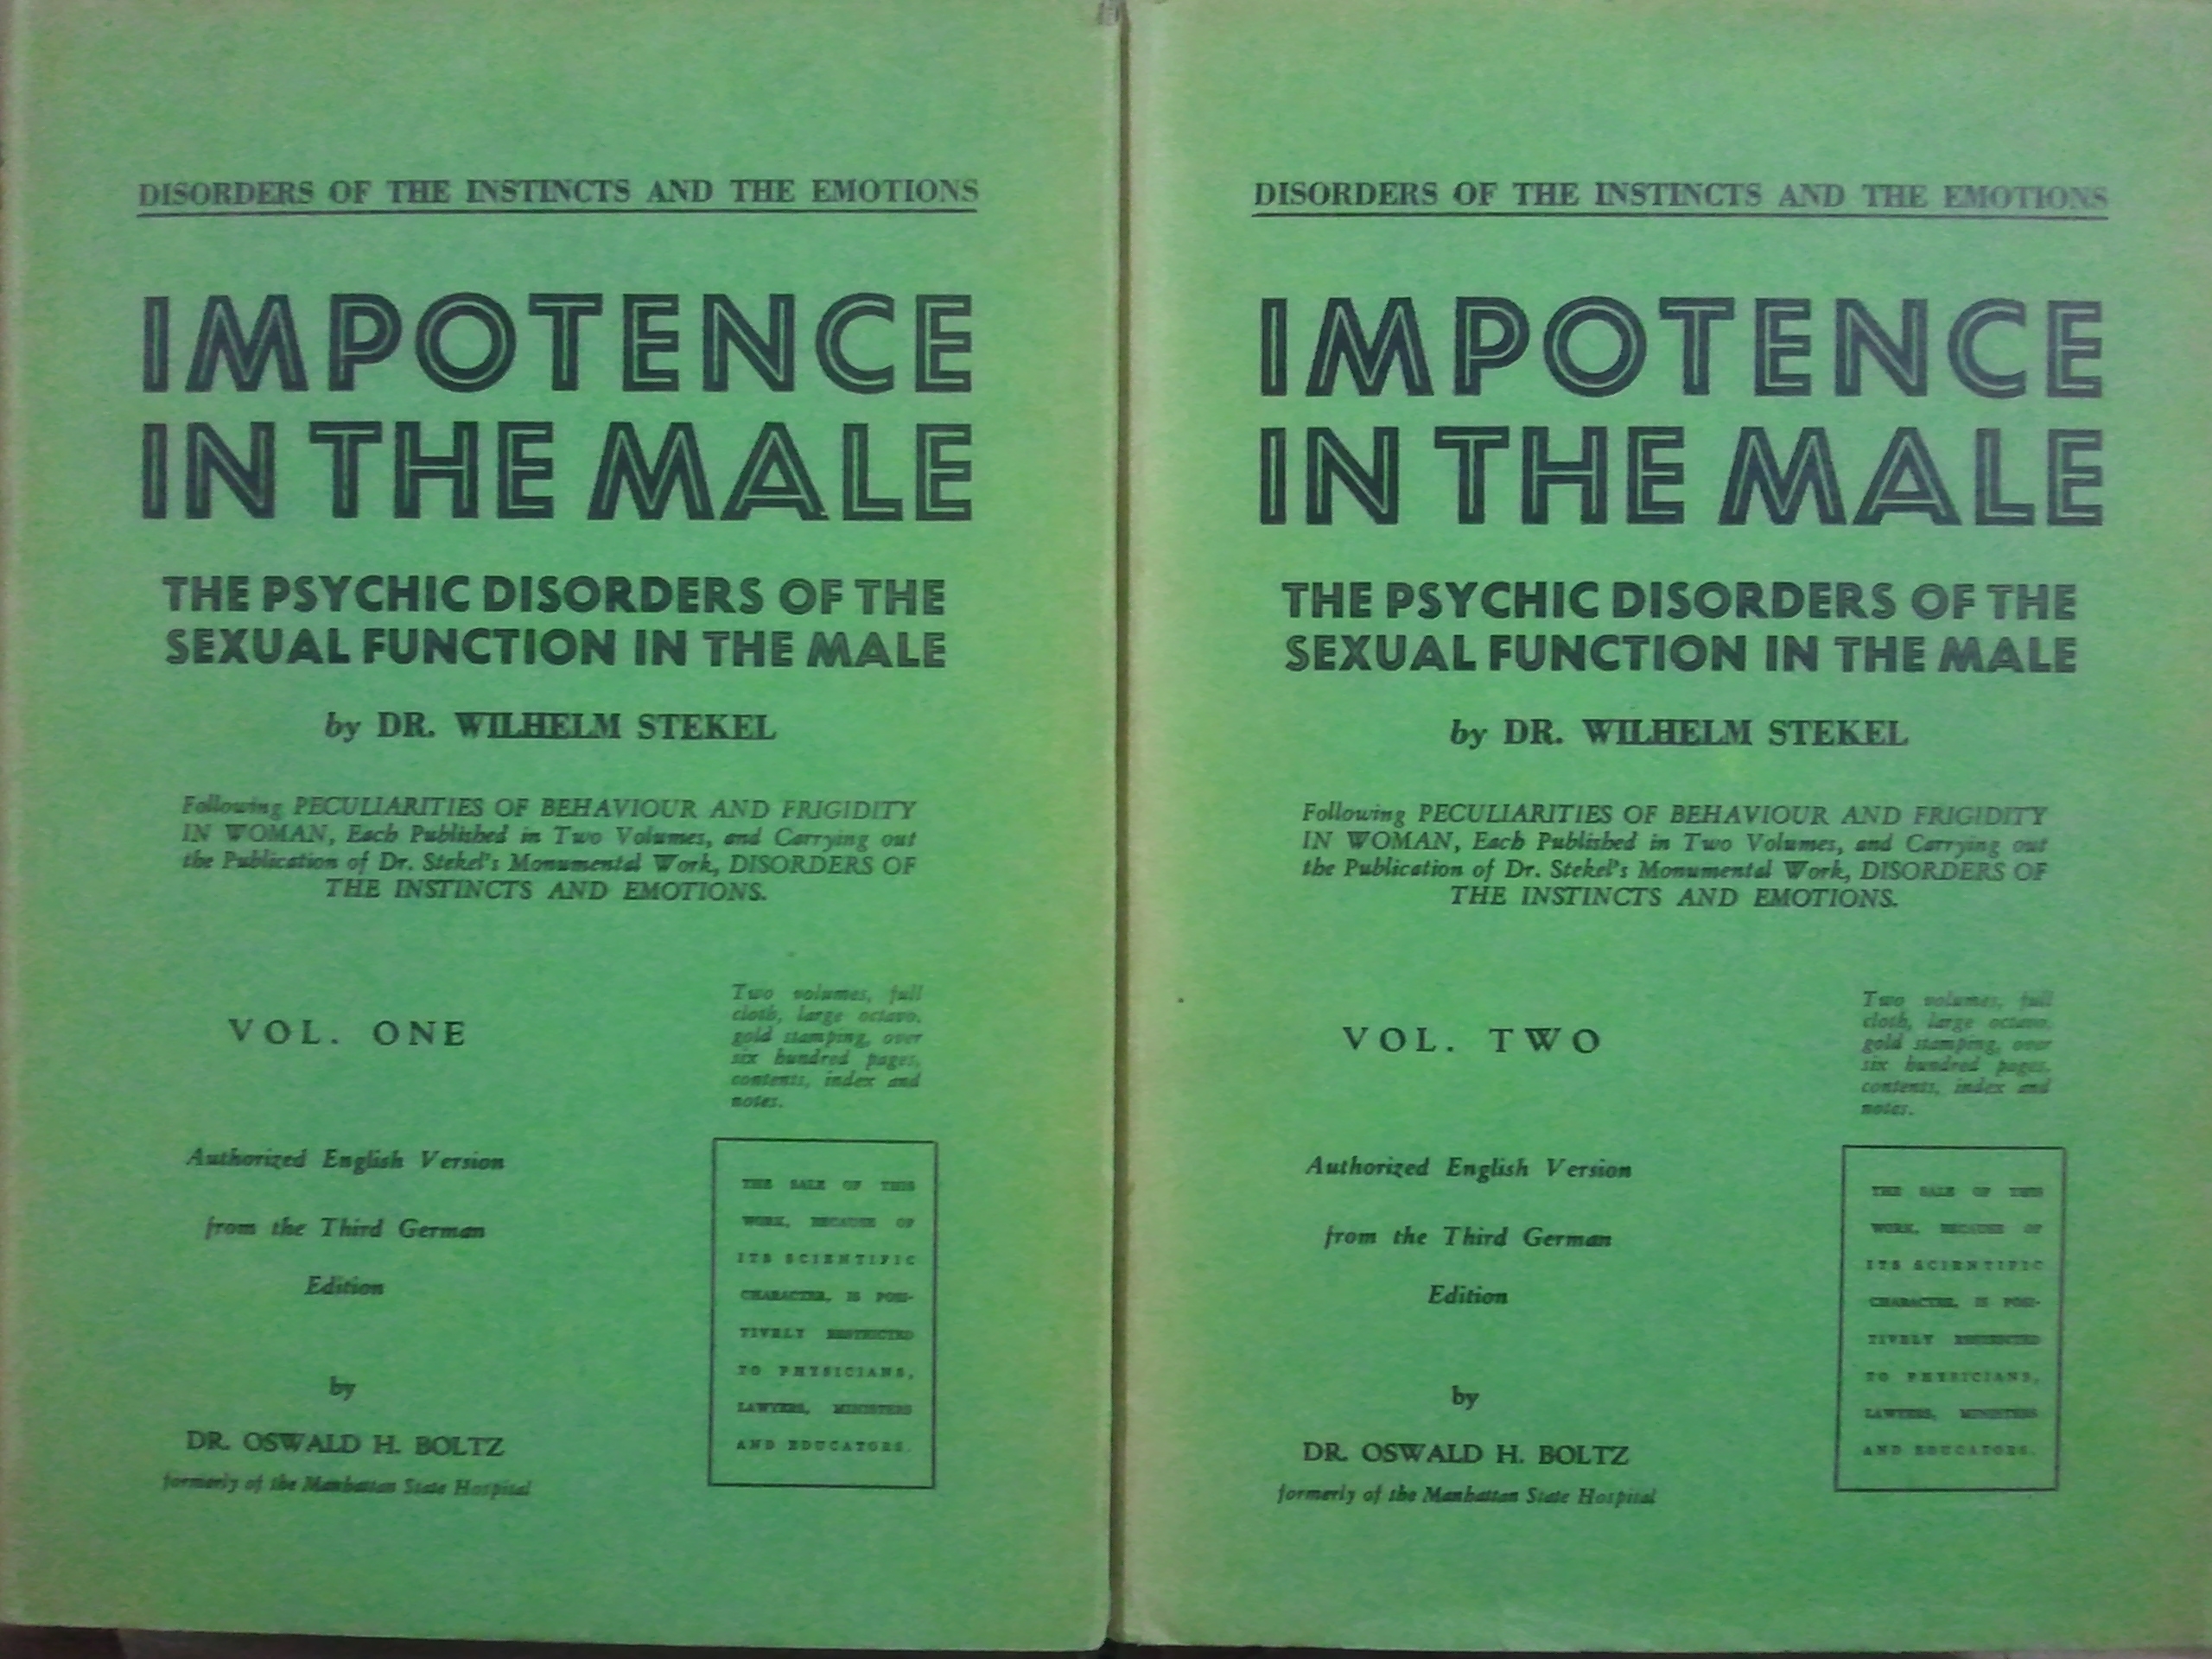 DISORDERS OF THE INSTINCTS AND THE EMOTIONS
IMPOTENCE
IN THE MALE
THE PSYCHIC DISORDERS OF THE
SEXUAL FUNCTION IN THE MALE
by DR. WILHELM STEKEL
Following PECULIARITIES OF BEHAVIOUR AND FRIGIDITY
IN WOMAN, Each Published in Two Volumes, and Carrying out
the Publication of Dr. Stekel's Monumental Work, DISORDERS OF
THE INSTINCTS AND EMOTIONS.
VOL. ONE
Two volumes, full
cloth, large octavo,
gold stamping, over
six hundred pages,
contents, index and
notes.
Authorized English Version
from the Third German
Edition
by
DR. OSWALD H. BOLTZ
formerly of the Manhattan State Hospital
THE SALE OF THIS
WORK, BECAUSE OF
ITS SCIENTIFIC
CHARACTER, IS POSI-
TIVELY RESTRICTED
TO PHYSICIANS,
LAWYERS, MINISTERS
AND EDUCATORS.
DISORDERS OF THE INSTINCTS AND THE EMOTIONS
IMPOTENCE
IN THE MALE
THE PSYCHIC DISORDERS OF THE
SEXUAL FUNCTION IN THE MALE
by DR. WILHELM STEKEL
Following PECULIARITIES OF BEHAVIOUR AND FRIGIDITY
IN WOMAN, Each Published in Two Volumes, and Carrying out
the Publication of Dr. Stekel's Monumental Work, DISORDERS OF
THE INSTINCTS AND EMOTIONS.
VOL. TWO
Two volumes, full
cloth, large octavo,
gold stamping, over
six hundred pages,
contents, index and
notes.
Authorized English Version
from the Third German
Edition
by
DR. OSWALD H. BOLTZ
formerly of the Manhattan State Hospital
THE SALE OF THIS
WORK, BECAUSE OF
ITS SCIENTIFIC
CHARACTER, IS POSI-
TIVELY RESTRICTED
TO PHYSICIANS,
LAWYERS, MINISTERS
AND EDUCATORS.